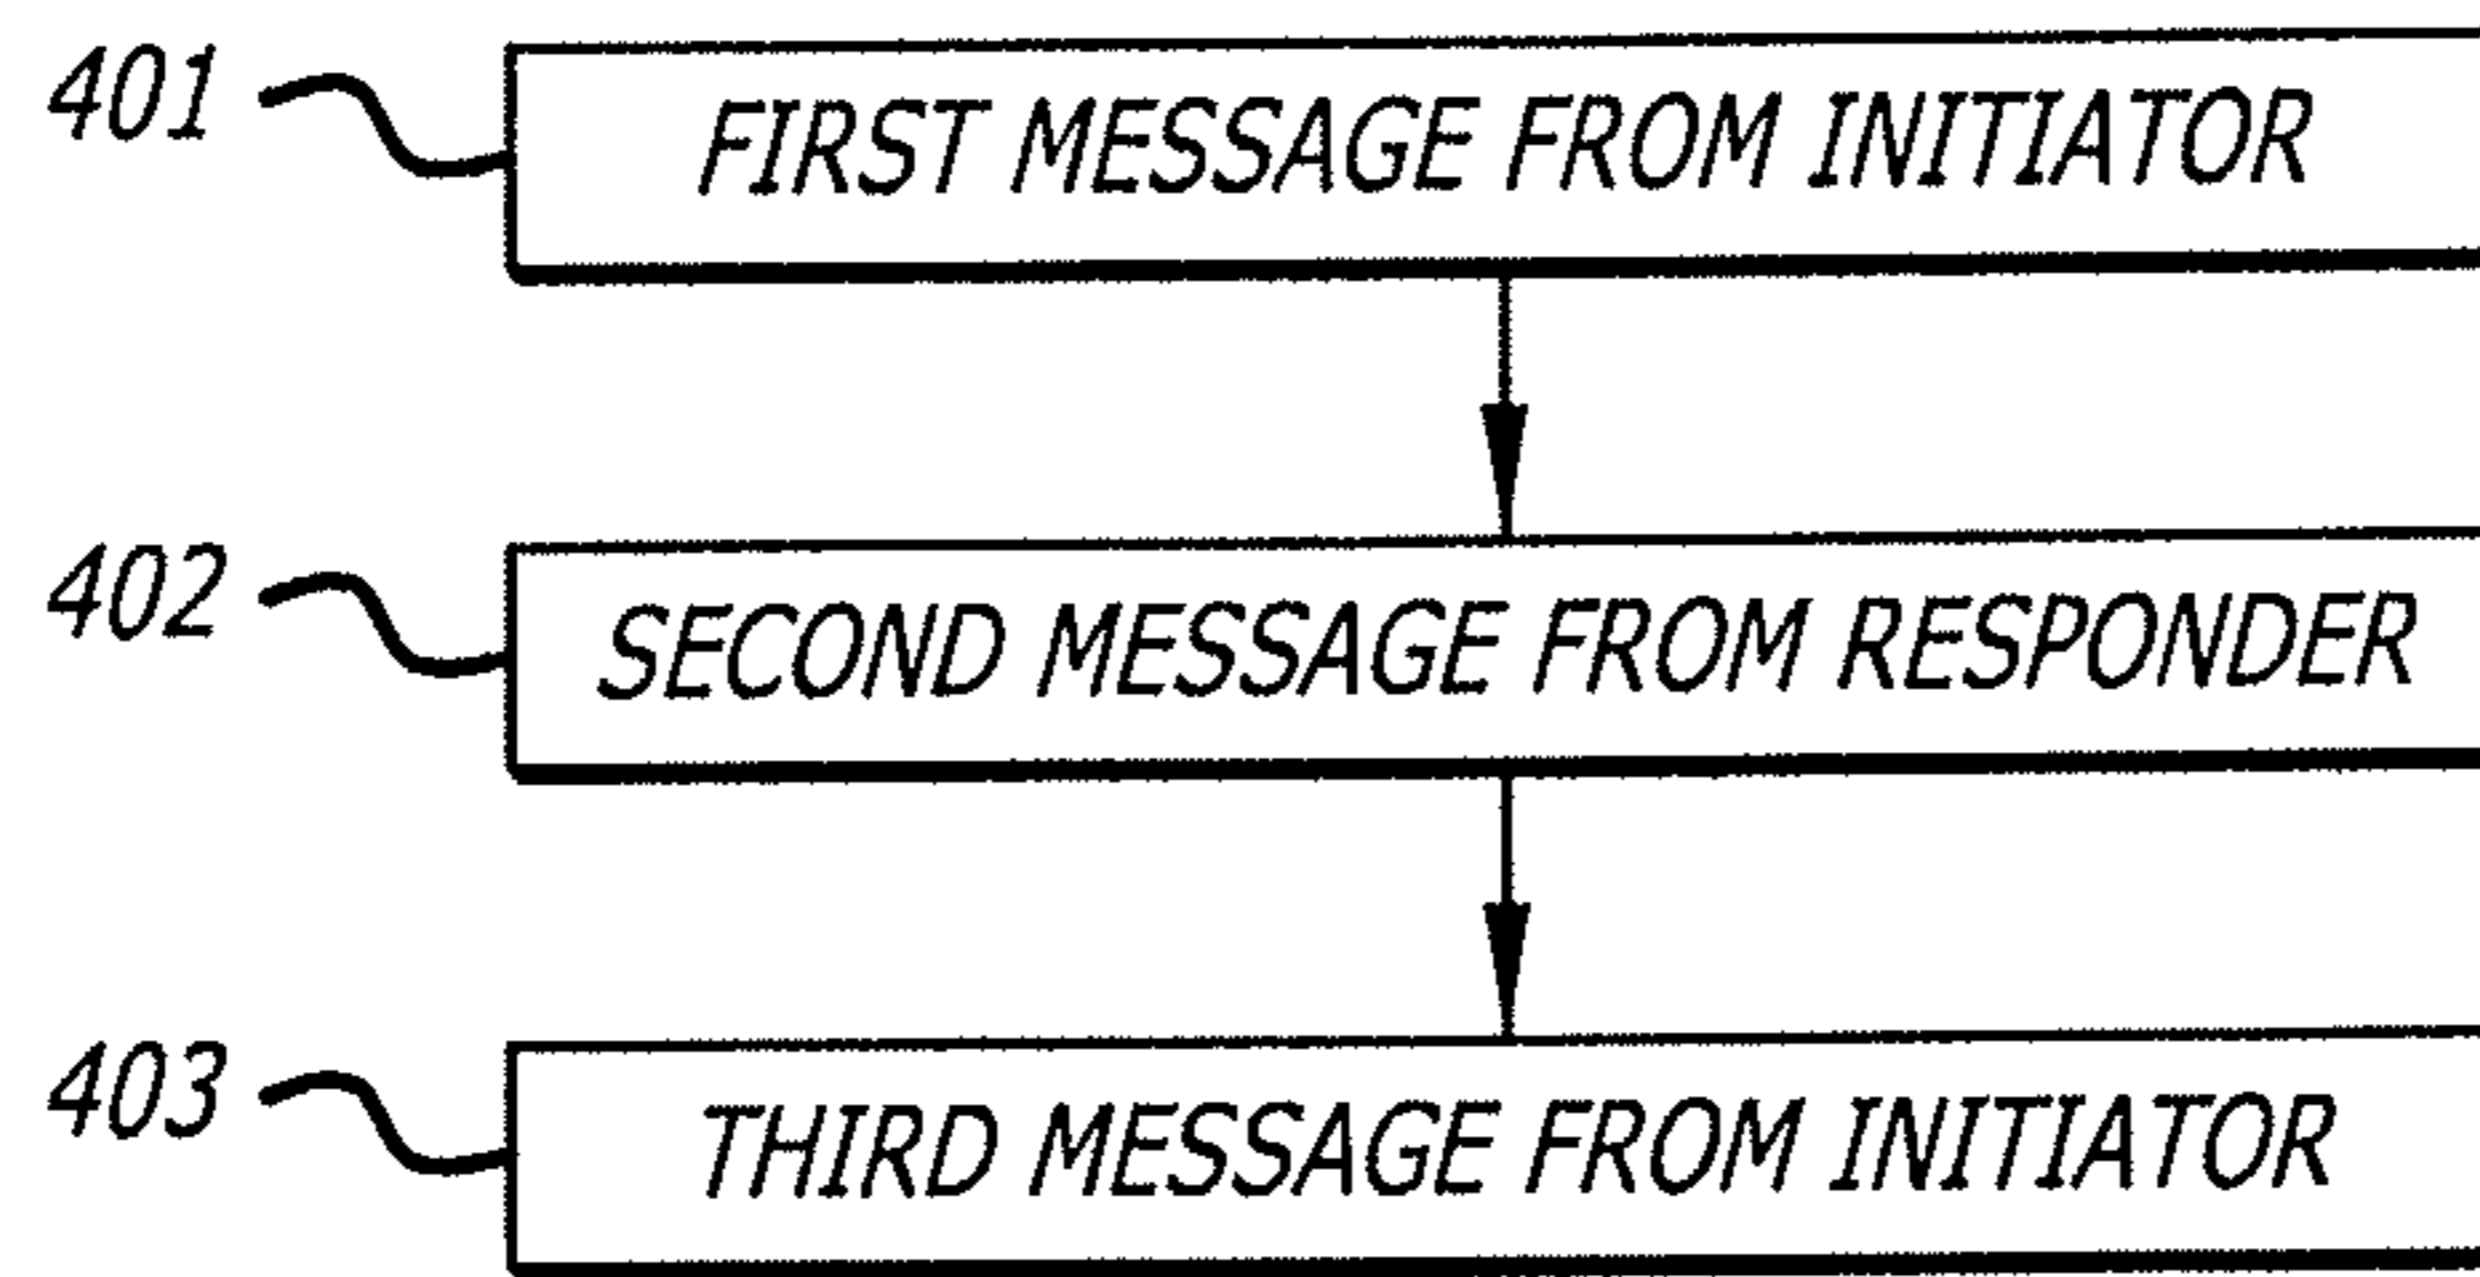 401 FIRST MESSAGE FROM INITIATOR
402 SECOND MESSAGE FROM RESPONDER
403 THIRD MESSAGE FROM INITIATOR